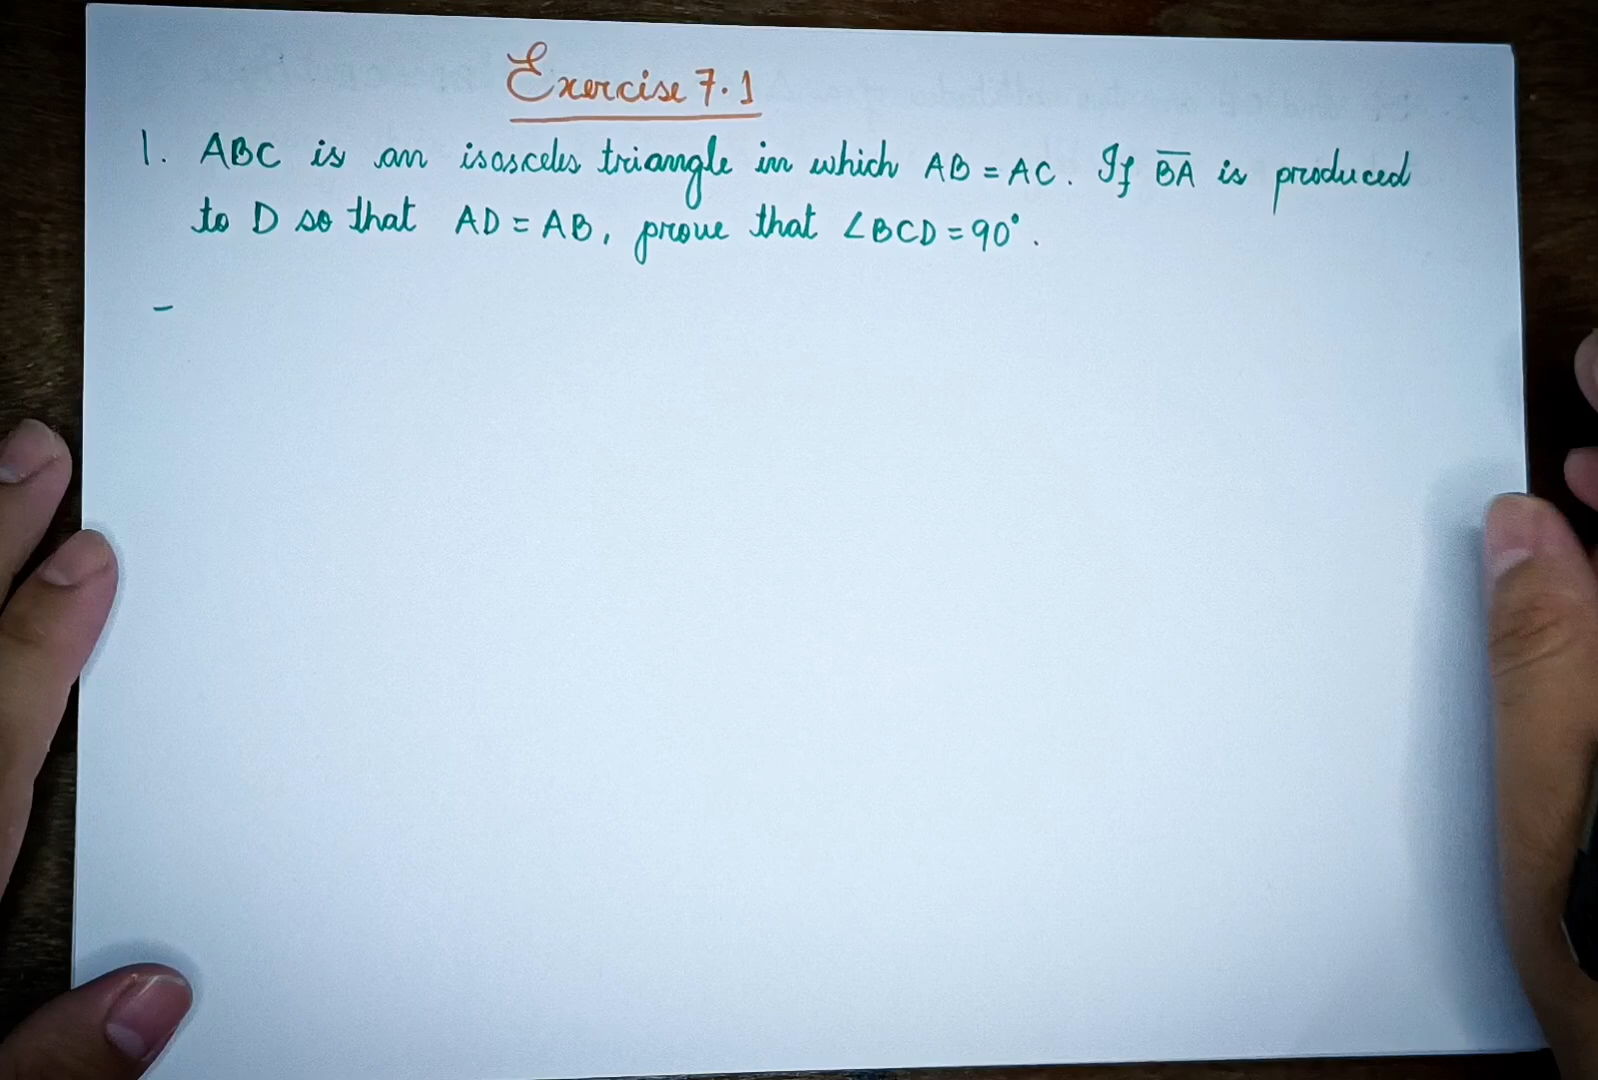 Exercise 7.1
1. ABC is an isosceles triangle in which AB = AC. If B̅A̅ is produced
to D so that AD = AB, prove that ∠BCD = 90°.
-